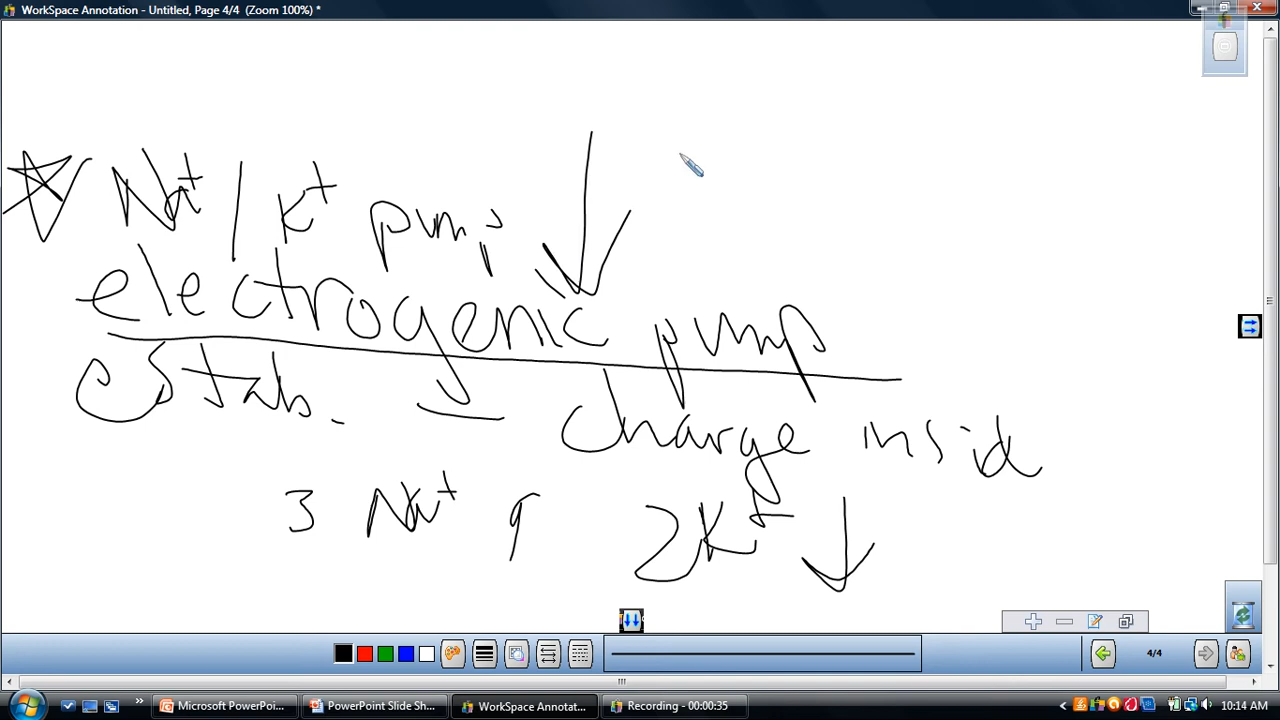 WorkSpace Annotation - Untitled, Page 4/4 (Zoom 100%) *
Na+ / K+ pump
electrogenic pump
estab. - charge inside
3 Na+ ↑ 2K+ ↓
4/4
Microsoft PowerPoi...
PowerPoint Slide Sh...
WorkSpace Annotat...
Recording - 00:00:35
10:14 AM